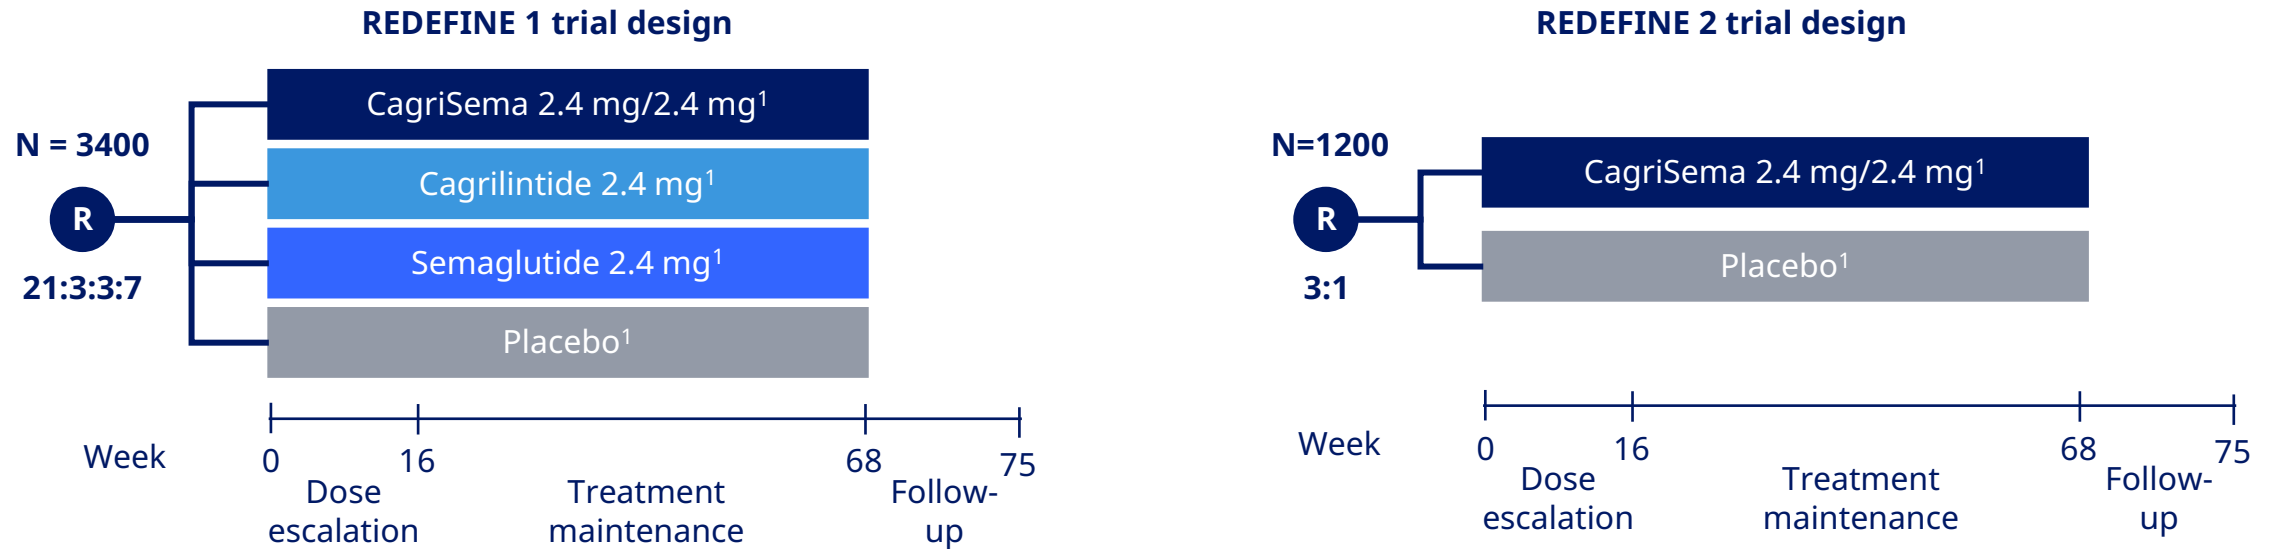 REDEFINE 1 trial design
CagriSema 2.4 mg/2.4 mg¹
N = 3400
Cagrilintide 2.4 mg¹
R
Semaglutide 2.4 mg¹
21:3:3:7
Placebo¹
Week
0 16 68 75
Dose escalation
Treatment maintenance
Follow-up
REDEFINE 2 trial design
N=1200
CagriSema 2.4 mg/2.4 mg¹
R
Placebo¹
3:1
Week
0 16 68 75
Dose escalation
Treatment maintenance
Follow-up